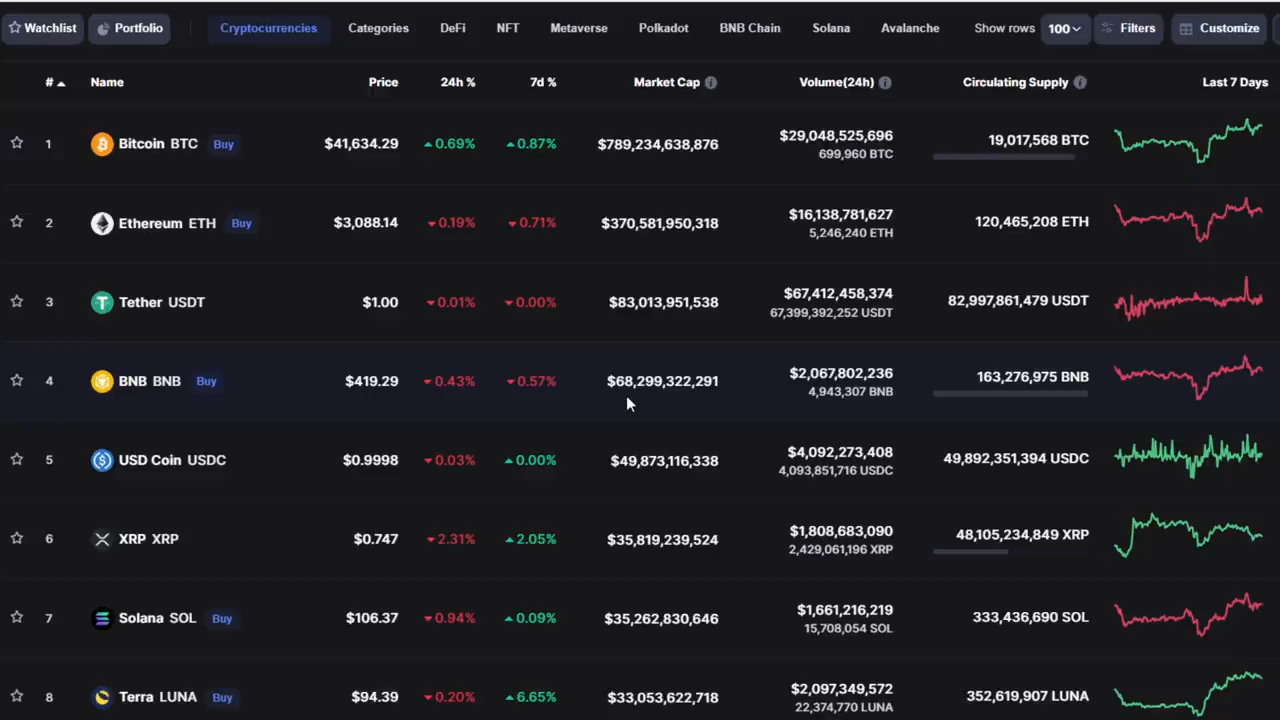 Watchlist Portfolio Cryptocurrencies Categories DeFi NFT Metaverse Polkadot BNB Chain Solana Avalanche Show rows 100 Filters Customize
# Name Price 24h % 7d % Market Cap Volume(24h) Circulating Supply Last 7 Days
1 Bitcoin BTC Buy $41,634.29 0.69% 0.87% $789,234,638,876 $29,048,525,696 19,017,568 BTC
699,960 BTC
2 Ethereum ETH Buy $3,088.14 0.19% 0.71% $370,581,950,318 $16,138,781,627 120,465,208 ETH
5,246,240 ETH
3 Tether USDT $1.00 0.01% 0.00% $83,013,951,538 $67,412,458,374 82,997,861,479 USDT
67,399,392,252 USDT
4 BNB BNB Buy $419.29 0.43% 0.57% $68,299,322,291 $2,067,802,236 163,276,975 BNB
4,943,307 BNB
5 USD Coin USDC $0.9998 0.03% 0.00% $49,873,116,338 $4,092,273,408 49,892,351,394 USDC
4,093,851,716 USDC
6 XRP XRP $0.747 2.31% 2.05% $35,819,239,524 $1,808,683,090 48,105,234,849 XRP
2,429,061,196 XRP
7 Solana SOL Buy $106.37 0.94% 0.09% $35,262,830,646 $1,661,216,219 333,436,690 SOL
15,708,054 SOL
8 Terra LUNA Buy $94.39 0.20% 6.65% $33,053,622,718 $2,097,349,572 352,619,907 LUNA
22,374,770 LUNA